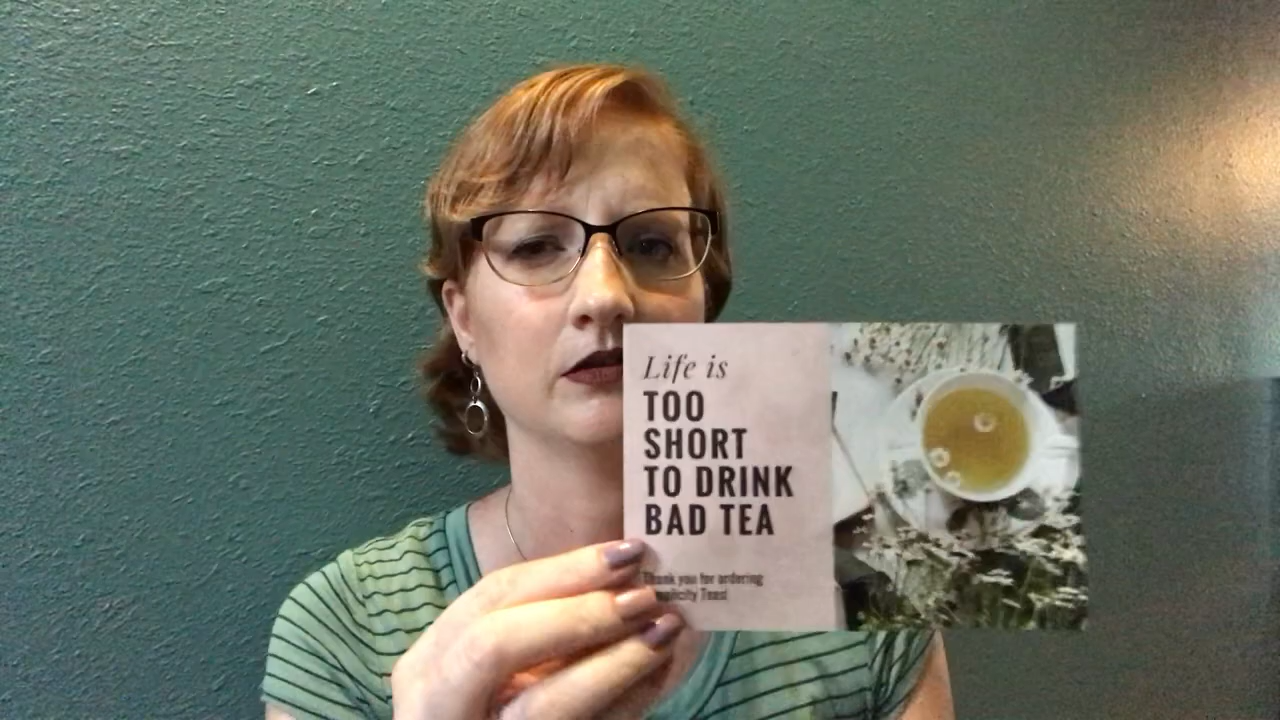 Life is
TOO
SHORT
TO DRINK
BAD TEA
Thank you for ordering
Teas!